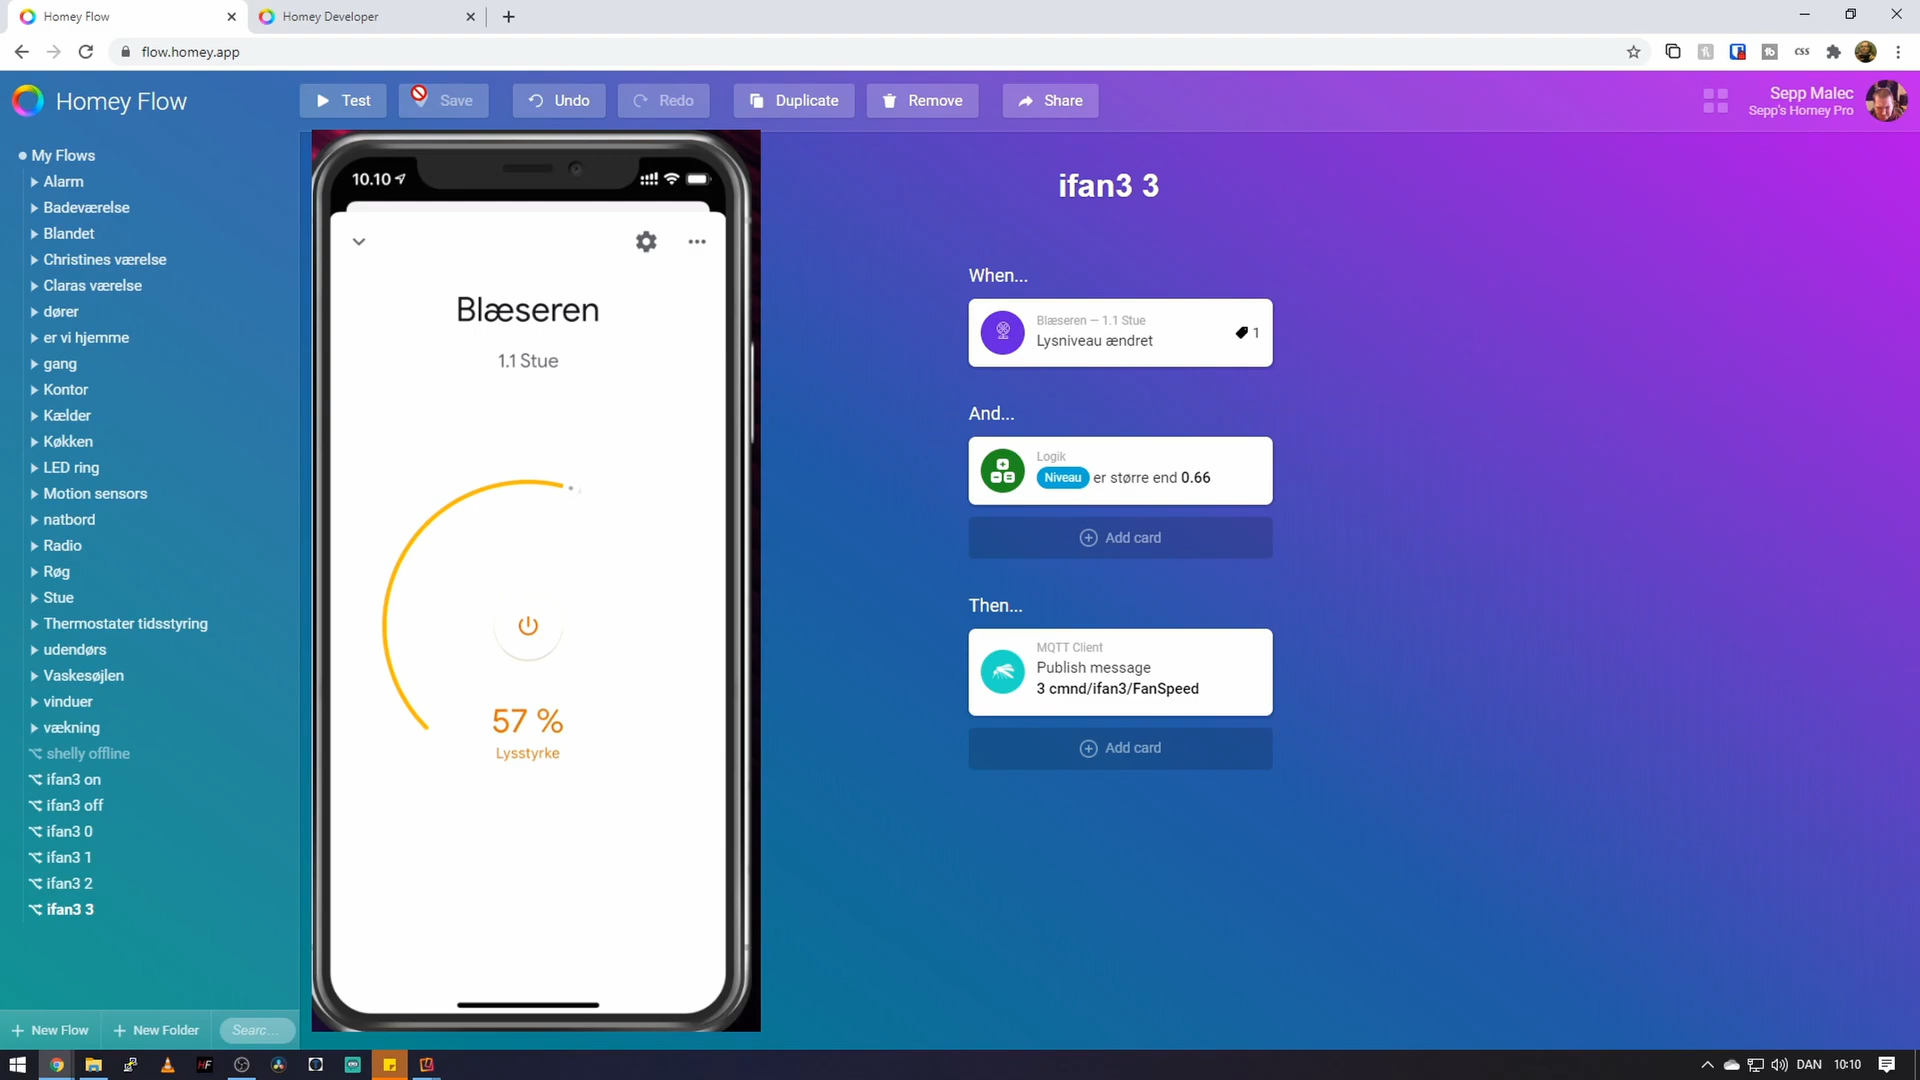 Homey Flow
Homey Developer
flow.homey.app
css
Homey Flow
Test
Save
Undo
Redo
Duplicate
Remove
Share
Sepp Malec
Sepp's Homey Pro
My Flows
Alarm
Badeværelse
Blandet
Christines værelse
Claras værelse
dører
er vi hjemme
gang
Kontor
Kælder
Køkken
LED ring
Motion sensors
natbord
Radio
Røg
Stue
Thermostater tidsstyring
udendørs
Vaskesøjlen
vinduer
vækning
shelly offline
ifan3 on
ifan3 off
ifan3 0
ifan3 1
ifan3 2
ifan3 3
New Flow
New Folder
Searc...
10.10
Blæseren
1.1 Stue
57 %
Lysstyrke
ifan3 3
When...
Blæseren — 1.1 Stue
Lysniveau ændret
1
And...
Logik
Niveau er større end 0.66
Add card
Then...
MQTT Client
Publish message
3 cmnd/ifan3/FanSpeed
Add card
HF
DAN
10:10